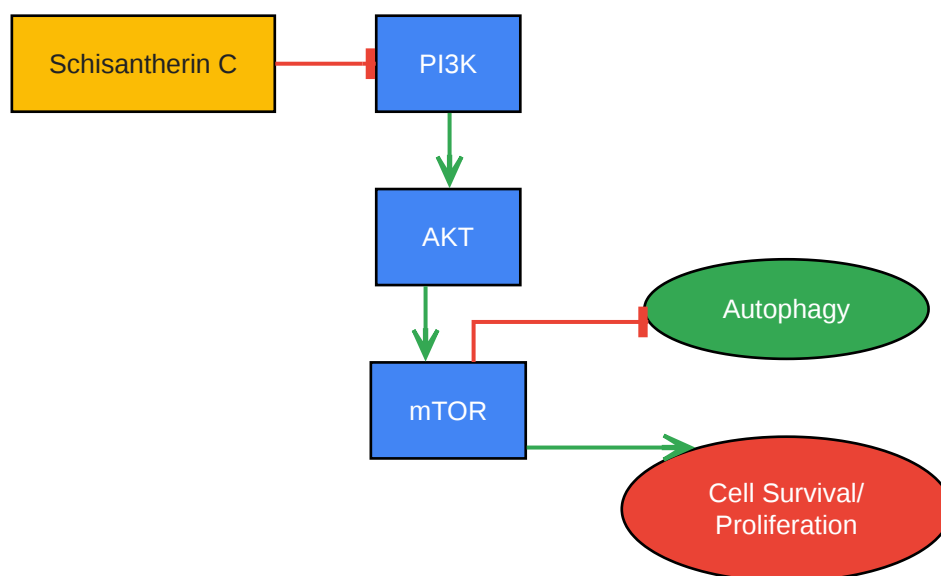 Schisantherin C
PI3K
AKT
Autophagy
mTOR
Cell Survival/
Proliferation